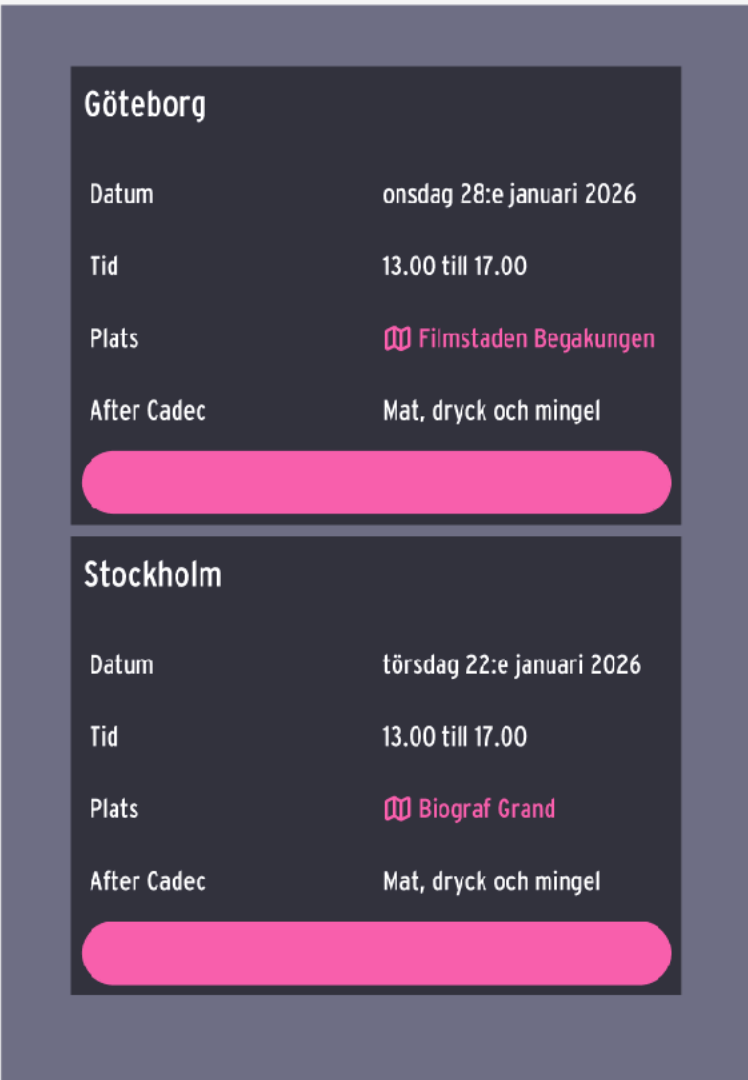 Göteborg
Datum onsdag 28:e januari 2026
Tid 13.00 till 17.00
Plats Filmstaden Begakungen
After Cadec Mat, dryck och mingel
Stockholm
Datum törsdag 22:e januari 2026
Tid 13.00 till 17.00
Plats Biograf Grand
After Cadec Mat, dryck och mingel